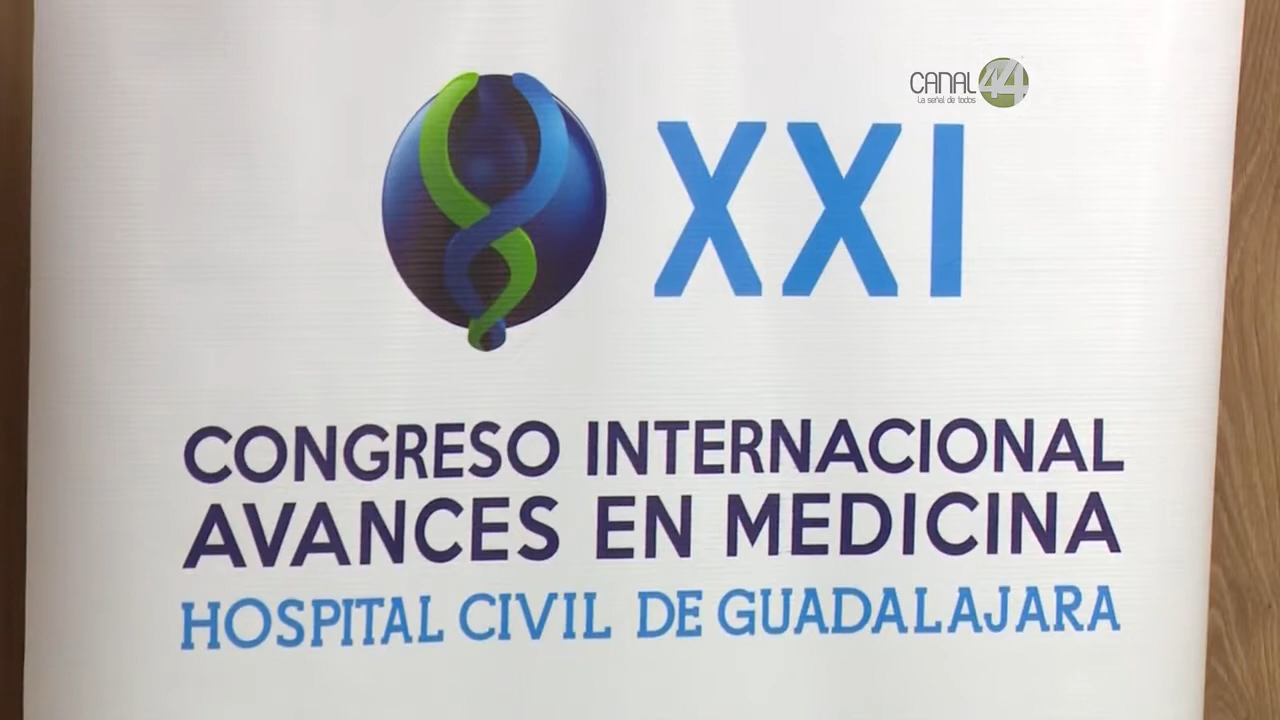 CANAL 44
La señal de todos
XXI
CONGRESO INTERNACIONAL
AVANCES EN MEDICINA
HOSPITAL CIVIL DE GUADALAJARA